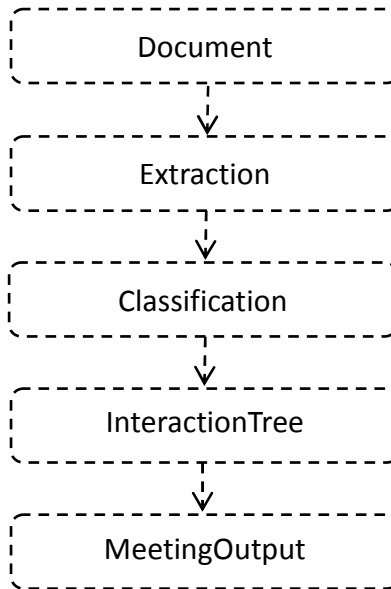 Document
Extraction
Classification
InteractionTree
MeetingOutput